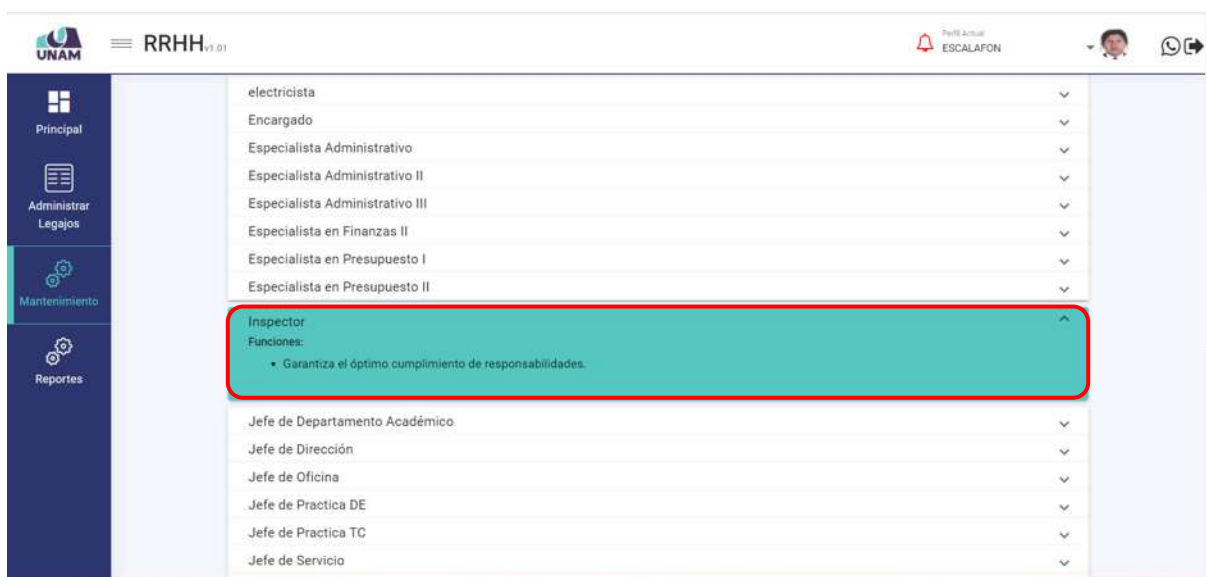 UNAM
RRHH v1.01
Perfil Actual
ESCALAFON
Principal
Administrar
Legajos
Mantenimiento
Reportes
electricista
Encargado
Especialista Administrativo
Especialista Administrativo II
Especialista Administrativo III
Especialista en Finanzas II
Especialista en Presupuesto I
Especialista en Presupuesto II
Inspector
Funciones:
• Garantiza el óptimo cumplimiento de responsabilidades.
Jefe de Departamento Académico
Jefe de Dirección
Jefe de Oficina
Jefe de Practica DE
Jefe de Practica TC
Jefe de Servicio